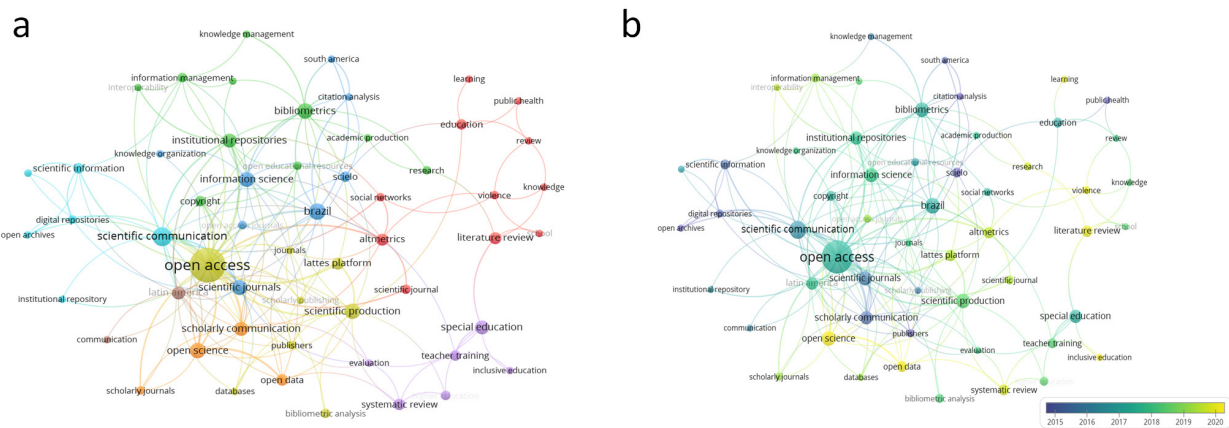 a
knowledge management
south america
information management
learning
interoperability
citation analysis
public health
bibliometrics
education
institutional repositories
academic production
review
knowledge organization
scientific information
open educational resources
research
information science
scielo
knowledge
copyright
social networks
violence
brazil
digital repositories
open access journals
open archives
scientific communication
altmetrics
literature review
school
journals
open access
lattes platform
scientific journals
scientific journal
latin america
institutional repository
scholarly publishing
scientific production
scholarly communication
special education
communication
open science
publishers
teacher training
evaluation
inclusive education
open data
scholarly journals
databases
systematic review
bibliometric analysis
b
knowledge management
south america
information management
learning
interoperability
citation analysis
public health
bibliometrics
education
institutional repositories
academic production
review
knowledge organization
scientific information
open educational resources
research
information science
scielo
knowledge
copyright
social networks
violence
brazil
digital repositories
open access journals
open archives
scientific communication
altmetrics
literature review
school
journals
open access
lattes platform
scientific journals
scientific journal
latin america
institutional repository
scholarly publishing
scientific production
scholarly communication
special education
communication
open science
publishers
teacher training
evaluation
inclusive education
open data
scholarly journals
databases
systematic review
bibliometric analysis
2015 2016 2017 2018 2019 2020